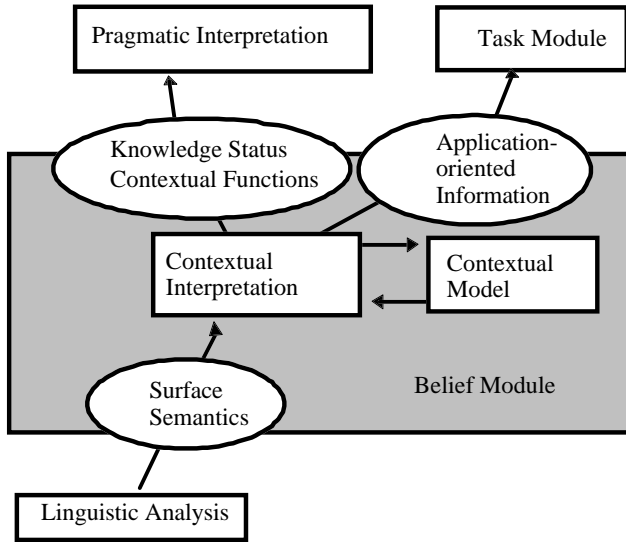 Pragmatic Interpretation
Task Module
Knowledge Status
Contextual Functions
Application-
oriented
Information
Contextual
Interpretation
Contextual
Model
Surface
Semantics
Belief Module
Linguistic Analysis